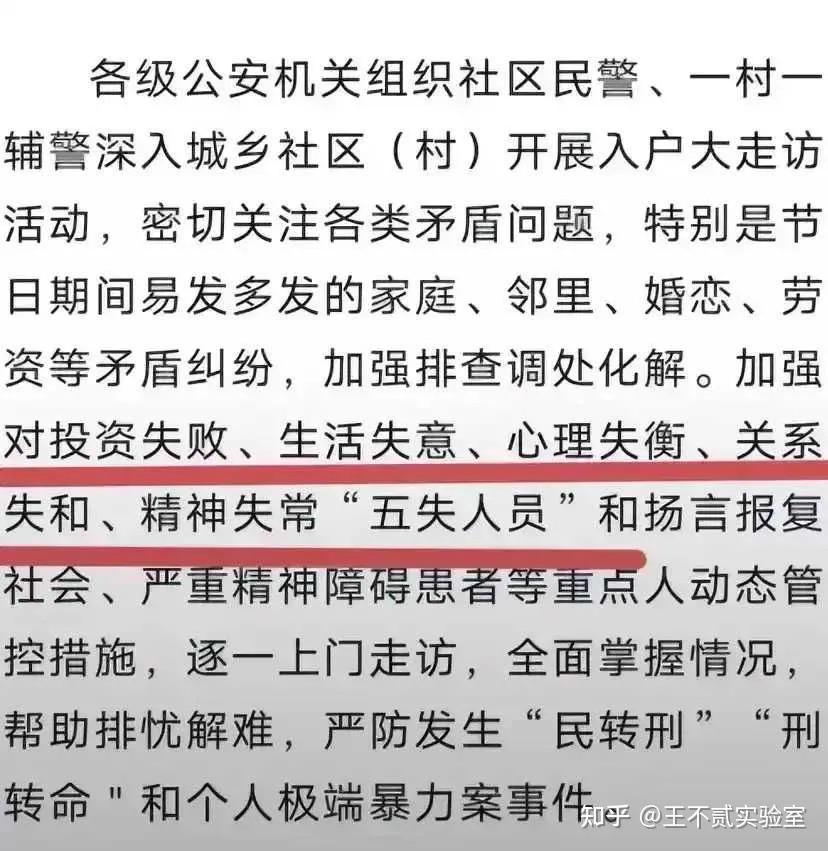 各级公安机关组织社区民警、一村一
辅警深入城乡社区（村）开展入户大走访
活动，密切关注各类矛盾问题，特别是节
日期间易发多发的家庭、邻里、婚恋、劳
资等矛盾纠纷，加强排查调处化解。加强
对投资失败、生活失意、心理失衡、关系
失和、精神失常“五失人员”和扬言报复
社会、严重精神障碍患者等重点人动态管
控措施，逐一上门走访，全面掌握情况，
帮助排忧解难，严防发生“民转刑”“刑
转命"和个人极端暴力案事件。
知乎 @王不贰实验室